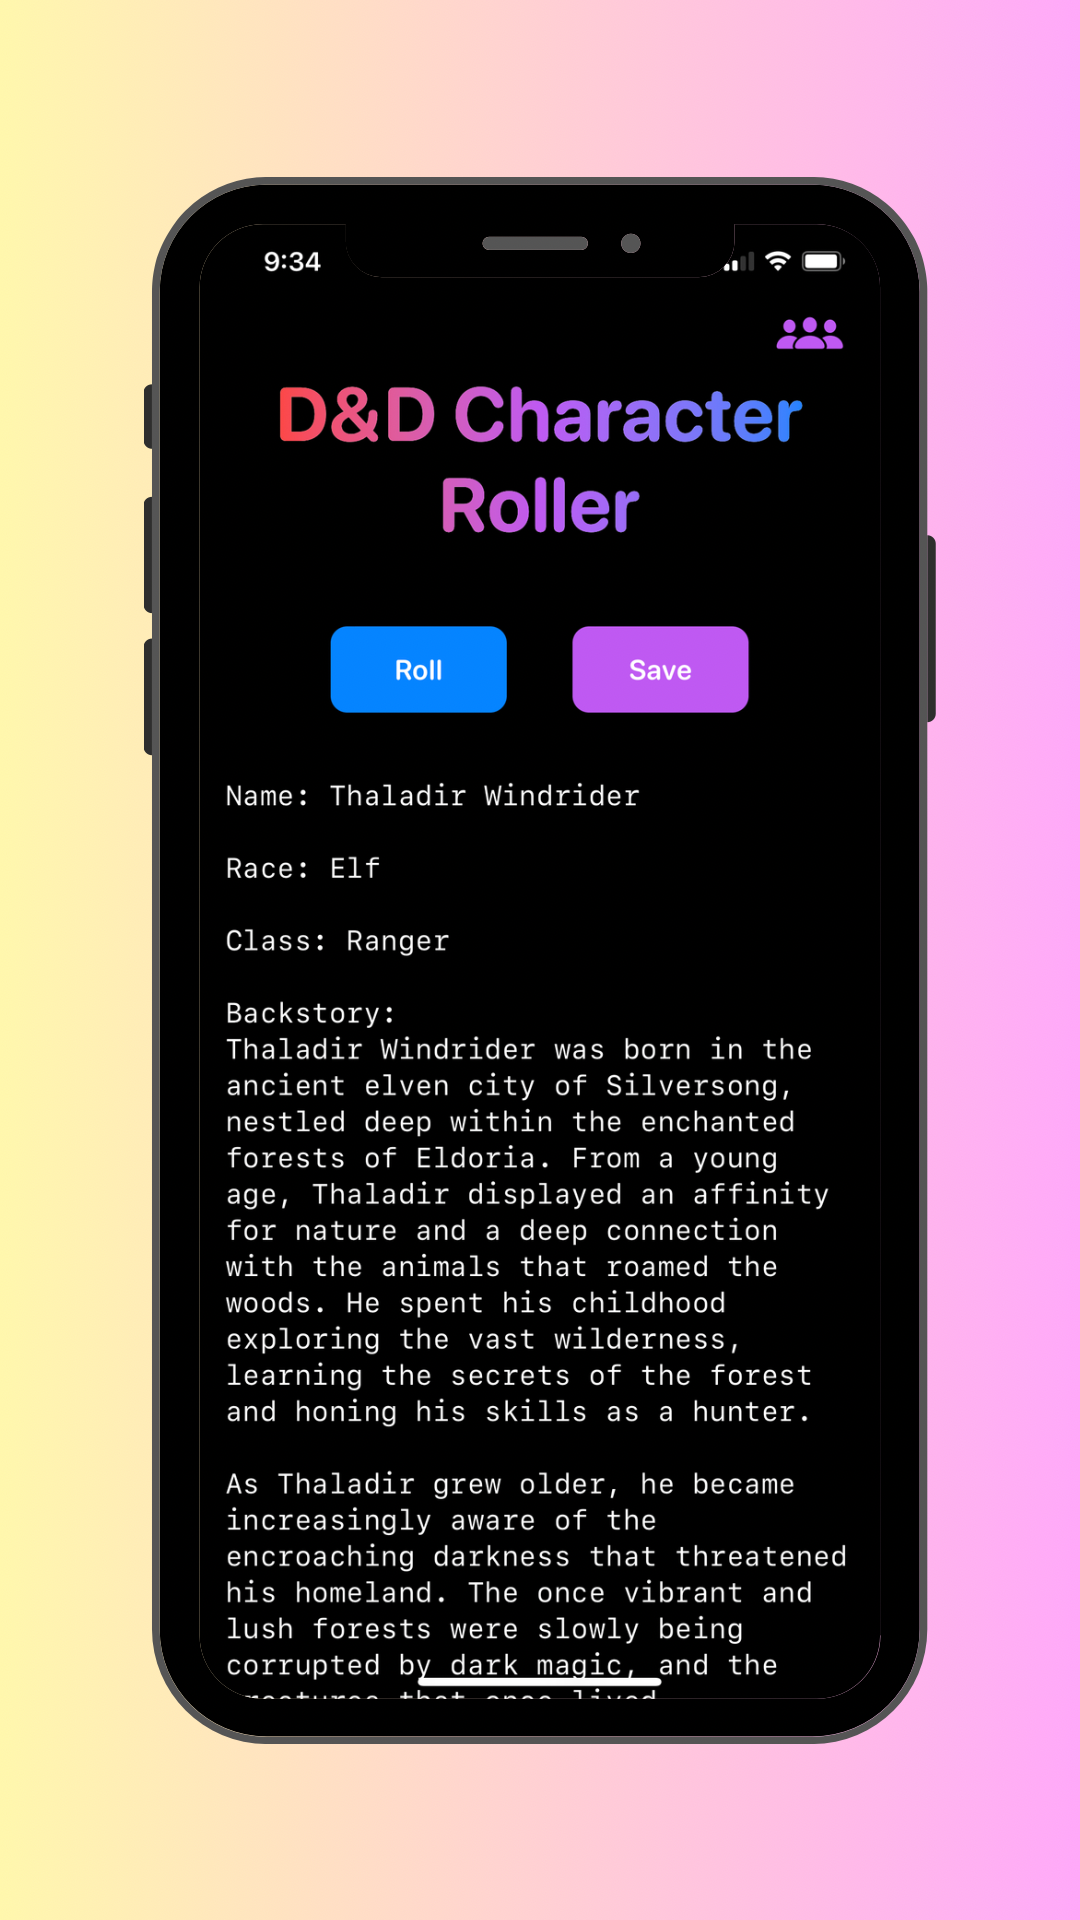 9:34
D&D Character
Roller
Roll
Save
Name: Thaladir Windrider
Race: Elf
Class: Ranger
Backstory:
Thaladir Windrider was born in the
ancient elven city of Silversong,
nestled deep within the enchanted
forests of Eldoria. From a young
age, Thaladir displayed an affinity
for nature and a deep connection
with the animals that roamed the
woods. He spent his childhood
exploring the vast wilderness,
learning the secrets of the forest
and honing his skills as a hunter.
As Thaladir grew older, he became
increasingly aware of the
encroaching darkness that threatened
his homeland. The once vibrant and
lush forests were slowly being
corrupted by dark magic, and the
creatures that once lived